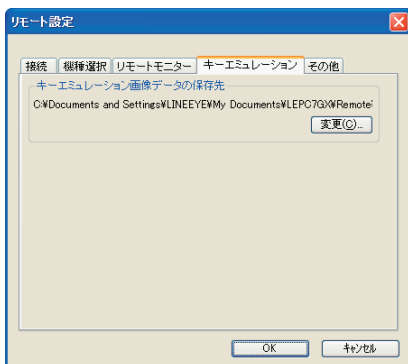 リモート設定
接続 機種選択 リモートモニター キーエミュレーション その他
キーエミュレーション画像データの保存先
C:¥Documents and Settings¥LINEEYE¥My Documents¥LEPC7GX¥Remote
変更(C)...
OK キャンセル